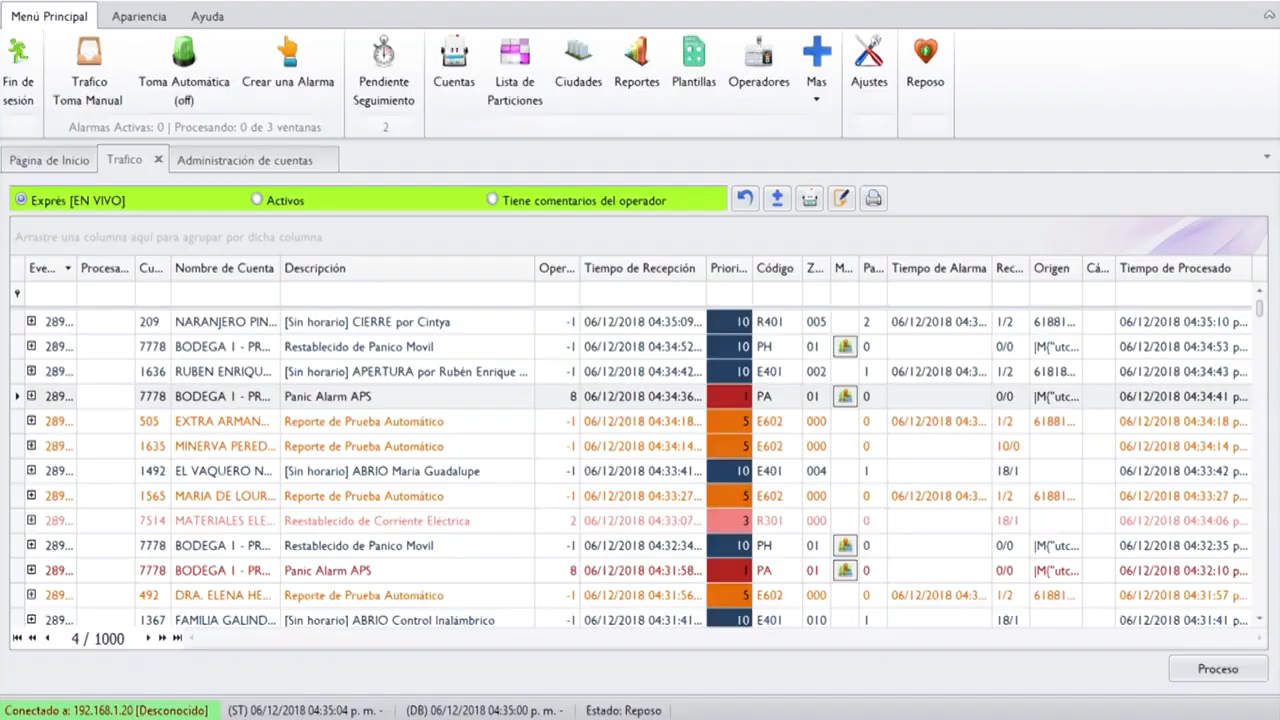 Menú Principal Apariencia Ayuda
Fin de sesión
Trafico Toma Manual
Toma Automática (off)
Crear una Alarma
Alarmas Activas: 0 | Procesando: 0 de 3 ventanas
Pendiente Seguimiento
2
Cuentas
Lista de Particiones
Ciudades
Reportes
Plantillas
Operadores
Mas
Ajustes
Reposo
Pagina de Inicio Trafico Administración de cuentas
Exprés [EN VIVO] Activos Tiene comentarios del operador
Arrastre una columna aquí para agrupar por dicha columna
Eve... Procesa... Cu... Nombre de Cuenta Descripción Oper... Tiempo de Recepción Priori... Código Z... M... Pa... Tiempo de Alarma Rec... Origen Cá... Tiempo de Procesado
289... 209 NARANJERO PIN... [Sin horario] CIERRE por Cintya -1 06/12/2018 04:35:09... 10 R401 005 2 06/12/2018 04:3... 1/2 61881... 06/12/2018 04:35:10 p...
289... 7778 BODEGA 1 - PR... Restablecido de Panico Movil -1 06/12/2018 04:34:52... 10 PH 01 0 0/0 |M{"utc... 06/12/2018 04:34:53 p...
289... 1636 RUBEN ENRIQU... [Sin horario] APERTURA por Rubén Enrique ... -1 06/12/2018 04:34:42... 10 E401 002 1 06/12/2018 04:3... 1/2 61818... 06/12/2018 04:34:43 p...
289... 7778 BODEGA 1 - PR... Panic Alarm APS 8 06/12/2018 04:34:36... 1 PA 01 0 0/0 |M{"utc... 06/12/2018 04:34:41 p...
289... 505 EXTRA ARMAN... Reporte de Prueba Automático -1 06/12/2018 04:34:18... 5 E602 000 0 06/12/2018 04:3... 1/2 61881... 06/12/2018 04:34:18 p...
289... 1635 MINERVA PERED... Reporte de Prueba Automático -1 06/12/2018 04:34:14... 5 E602 000 0 10/0 06/12/2018 04:34:14 p...
289... 1492 EL VAQUERO N... [Sin horario] ABRIO Maria Guadalupe -1 06/12/2018 04:33:41... 10 E401 004 1 18/1 06/12/2018 04:33:42 p...
289... 1565 MARIA DE LOUR... Reporte de Prueba Automático -1 06/12/2018 04:33:27... 5 E602 000 0 06/12/2018 04:3... 1/2 61881... 06/12/2018 04:33:27 p...
289... 7514 MATERIALES ELE... Reestablecido de Corriente Eléctrica 2 06/12/2018 04:33:07... 3 R301 000 0 18/1 06/12/2018 04:34:06 p...
289... 7778 BODEGA 1 - PR... Restablecido de Panico Movil -1 06/12/2018 04:32:34... 10 PH 01 0 0/0 |M{"utc... 06/12/2018 04:32:35 p...
289... 7778 BODEGA 1 - PR... Panic Alarm APS 8 06/12/2018 04:31:58... 1 PA 01 0 0/0 |M{"utc... 06/12/2018 04:32:10 p...
289... 492 DRA. ELENA HE... Reporte de Prueba Automático -1 06/12/2018 04:31:56... 5 E602 000 0 06/12/2018 04:3... 1/2 61881... 06/12/2018 04:31:57 p...
289... 1367 FAMILIA GALIND... [Sin horario] ABRIO Control Inalámbrico -1 06/12/2018 04:31:41... 10 E401 010 1 18/1 06/12/2018 04:31:41 p...
4 / 1000
Proceso
Conectado a: 192.168.1.20 [Desconocido] (ST) 06/12/2018 04:35:04 p. m. - (DB) 06/12/2018 04:35:00 p. m. - Estado: Reposo